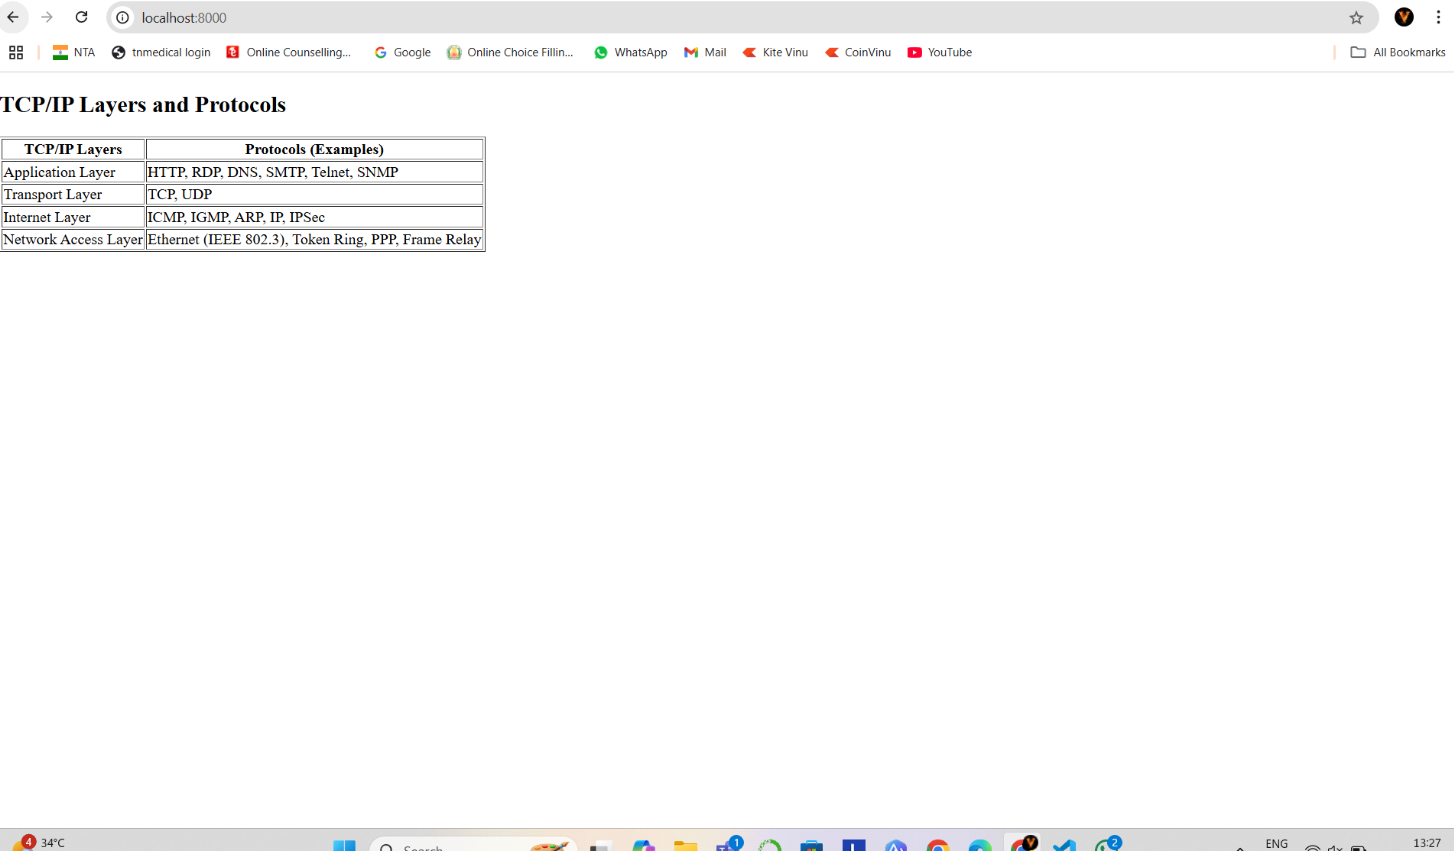 localhost:8000
NTA tnmedical login Online Counselling... Google Online Choice Fillin... WhatsApp Mail Kite Vinu CoinVinu YouTube All Bookmarks
TCP/IP Layers and Protocols
TCP/IP Layers Protocols (Examples)
Application Layer HTTP, RDP, DNS, SMTP, Telnet, SNMP
Transport Layer TCP, UDP
Internet Layer ICMP, IGMP, ARP, IP, IPSec
Network Access Layer Ethernet (IEEE 802.3), Token Ring, PPP, Frame Relay
4 34°C Search 1 2 ENG 13:27